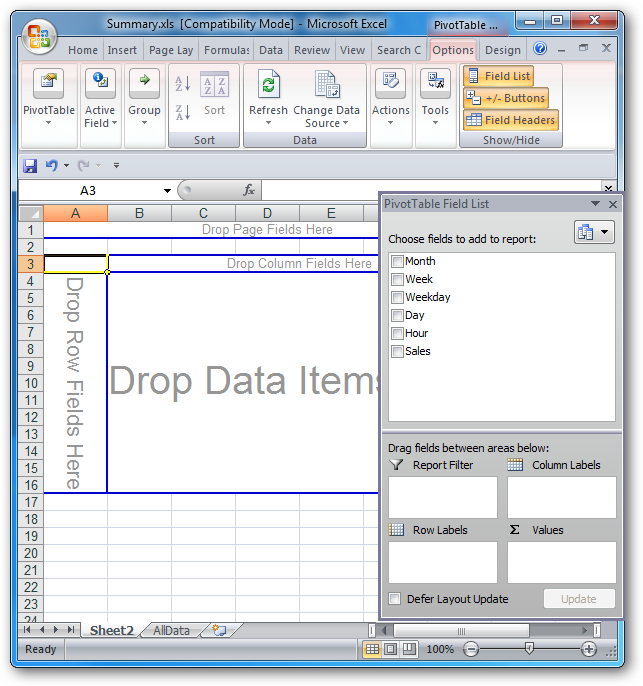 Summary.xls [Compatibility Mode] - Microsoft Excel
PivotTable ...
Home Insert Page Lay Formulas Data Review View Search C Options Design
PivotTable
Active Field
Group
A Z
Z A
A Z Z A
Sort
Sort
Refresh
Change Data Source
Data
Actions
Tools
Field List
+/- Buttons
Field Headers
Show/Hide
A3
fx
A B C D E
1 Drop Page Fields Here
2
3 Drop Column Fields Here
4
5
6
7
8
9
10
11
12
13
14
15
16
17
18
19
20
21
22
23
24
Drop Row Fields Here
Drop Data Items
PivotTable Field List
Choose fields to add to report:
Month
Week
Weekday
Day
Hour
Sales
Drag fields between areas below:
Report Filter
Column Labels
Row Labels
Σ Values
Defer Layout Update
Update
Sheet2 AllData
Ready
100%